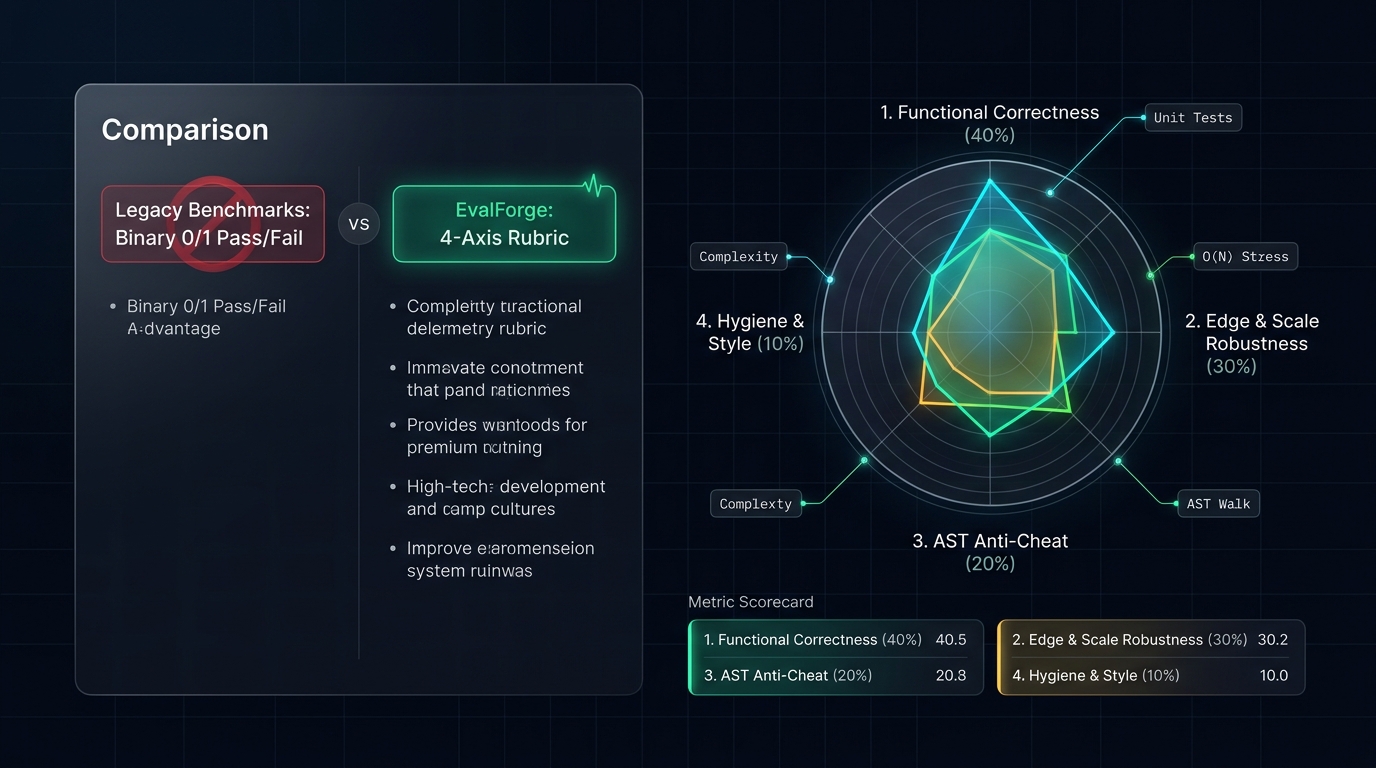 Comparison
Legacy Benchmarks:
Binary 0/1 Pass/Fail
VS
EvalForge:
4-Axis Rubric
Binary 0/1 Pass/Fail
A:dvantage
rubric
that pand
Provides for
premium
High-tech: development
and camp cultures
Improve
system
1. Functional Correctness
(40%)
Unit Tests
Complexity
O(N) Stress
4. Hygiene &
Style (10%)
2. Edge & Scale
Robustness
(30%)
Complexty
AST Walk
3. AST Anti-Cheat
(20%)
Metric Scorecard
1. Functional Correctness (40%) 40.5
3. AST Anti-Cheat (20%) 20.8
2. Edge & Scale Robustness (30%) 30.2
4. Hygiene & Style (10%) 10.0